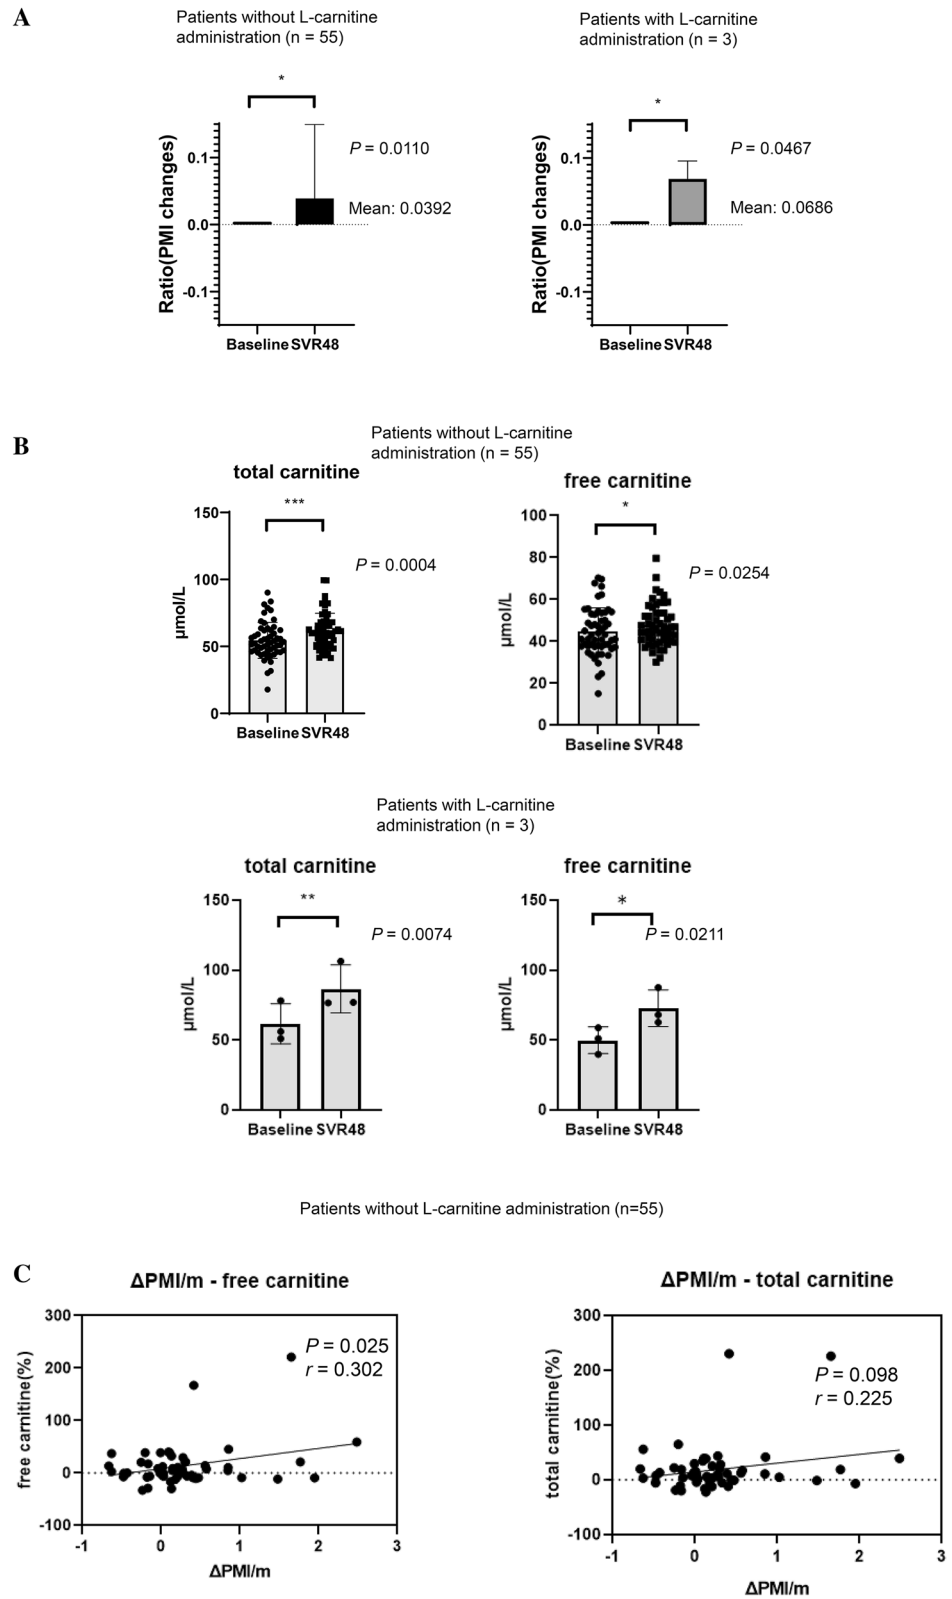 A
Patients without L-carnitine
administration (n = 55)
*
Ratio(PMI changes)
0.1
0.0
-0.1
P = 0.0110
Mean: 0.0392
Baseline SVR48
Patients with L-carnitine
administration (n = 3)
*
Ratio(PMI changes)
0.1
0.0
-0.1
P = 0.0467
Mean: 0.0686
Baseline SVR48
B
Patients without L-carnitine
administration (n = 55)
total carnitine
***
μmol/L
150
100
50
0
P = 0.0004
Baseline SVR48
free carnitine
*
μmol/L
100
80
60
40
20
0
P = 0.0254
Baseline SVR48
Patients with L-carnitine
administration (n = 3)
total carnitine
**
μmol/L
150
100
50
0
P = 0.0074
Baseline SVR48
free carnitine
*
μmol/L
150
100
50
0
P = 0.0211
Baseline SVR48
Patients without L-carnitine administration (n=55)
C
ΔPMI/m - free carnitine
free carnitine(%)
300
200
100
0
-100
P = 0.025
r = 0.302
-1 0 1 2 3
ΔPMI/m
ΔPMI/m - total carnitine
total carnitine(%)
300
200
100
0
-100
P = 0.098
r = 0.225
-1 0 1 2 3
ΔPMI/m